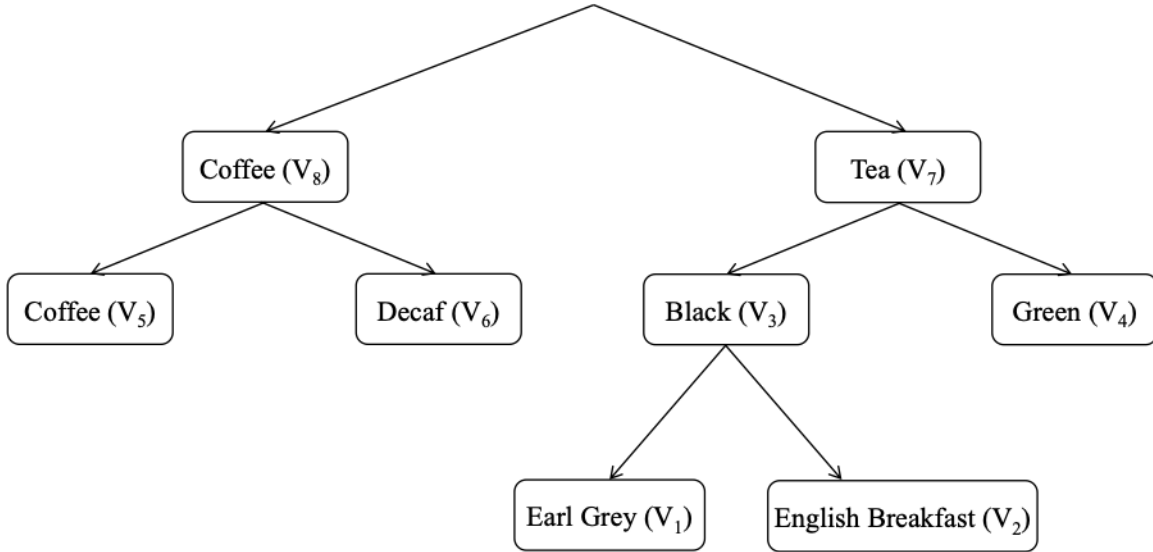 Coffee (V₈)
Tea (V₇)
Coffee (V₅)
Decaf (V₆)
Black (V₃)
Green (V₄)
Earl Grey (V₁)
English Breakfast (V₂)